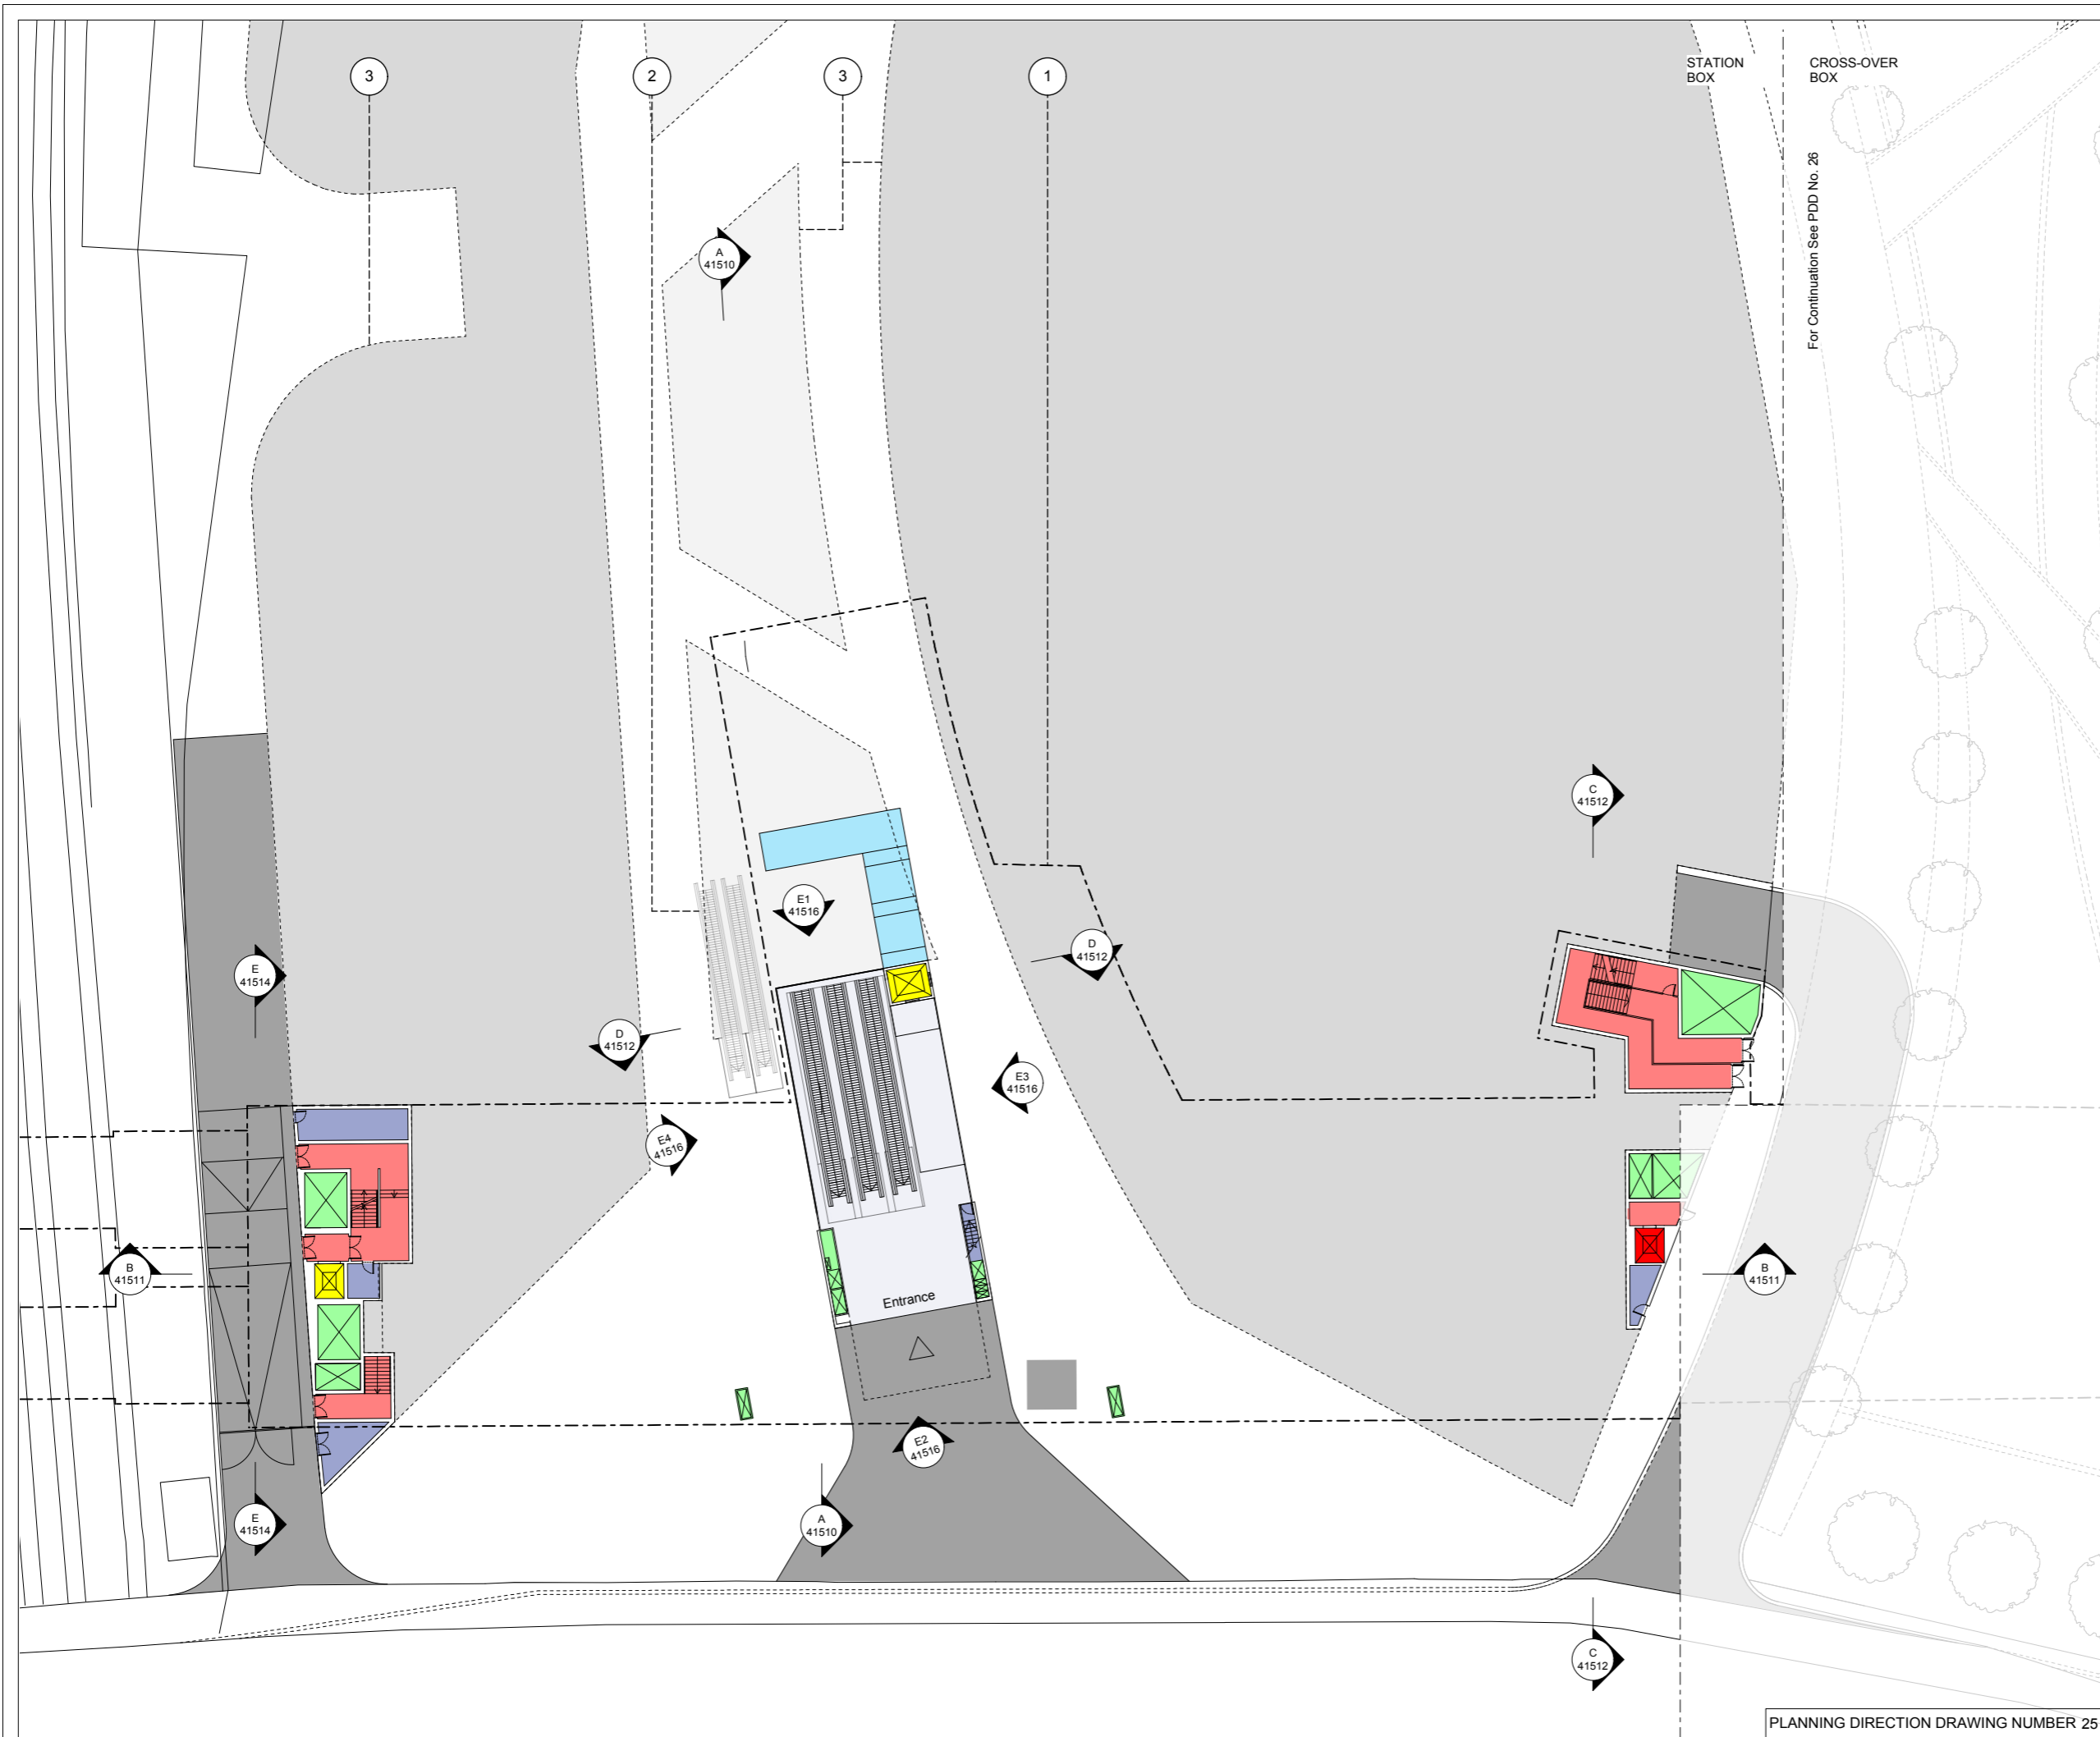 3
2
3
1
STATION
BOX
CROSS-OVER
BOX
For Continuation See PDD No. 26
A
41510
C
41512
E1
41516
D
41512
E
41514
D
41512
E3
41516
E4
41516
B
41511
B
41511
Entrance
E2
41516
E
41514
A
41510
C
41512
PLANNING DIRECTION DRAWING NUMBER 25